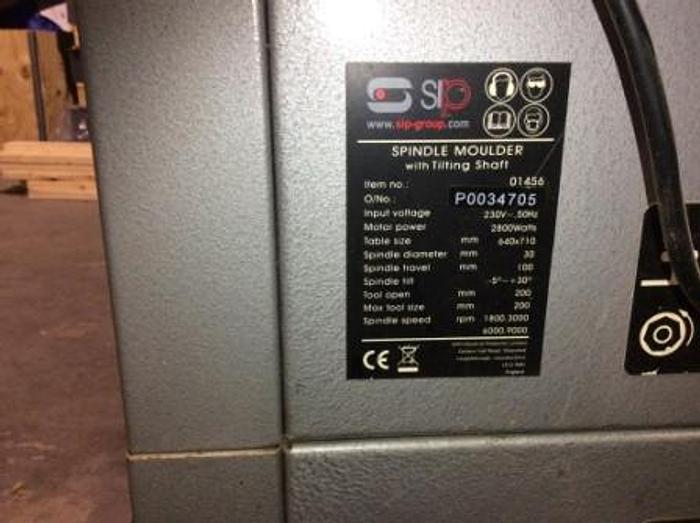 SIP
www.sip-group.com
SPINDLE MOULDER
with Tilting Shaft
Item no.: 01456
O/No.: P0034705
Input voltage 230V~,50Hz
Motor power 2800Watts
Table size mm 640x710
Spindle diameter mm 30
Spindle travel mm 100
Spindle tilt -5°~+30°
Tool open mm 200
Max tool size mm 200
Spindle speed rpm 1800.3000
6000.9000
CE
England